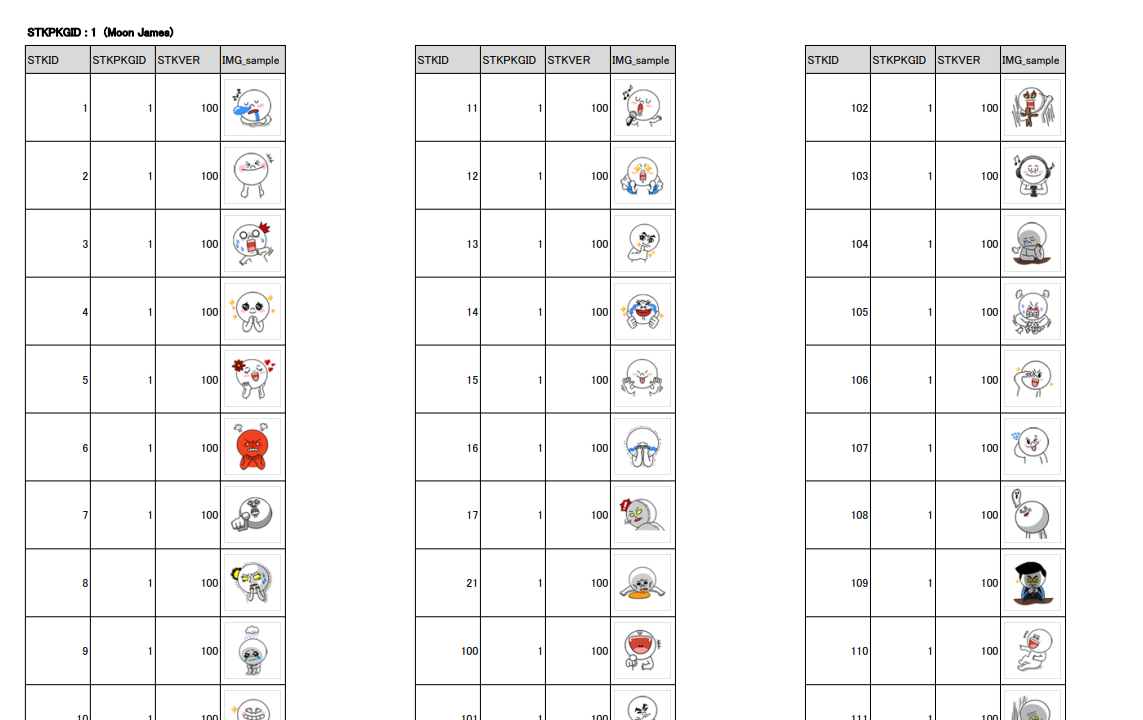 STKPKGID : 1 (Moon James)
STKID STKPKGID STKVER IMG_sample STKID STKPKGID STKVER IMG_sample STKID STKPKGID STKVER IMG_sample
1 1 100 11 1 100 102 1 100
2 1 100 12 1 100 103 1 100
3 1 100 13 1 100 104 1 100
4 1 100 14 1 100 105 1 100
5 1 100 15 1 100 106 1 100
6 1 100 16 1 100 107 1 100
7 1 100 17 1 100 108 1 100
8 1 100 21 1 100 109 1 100
9 1 100 100 1 100 110 1 100
10 1 100 101 1 100 111 1 100